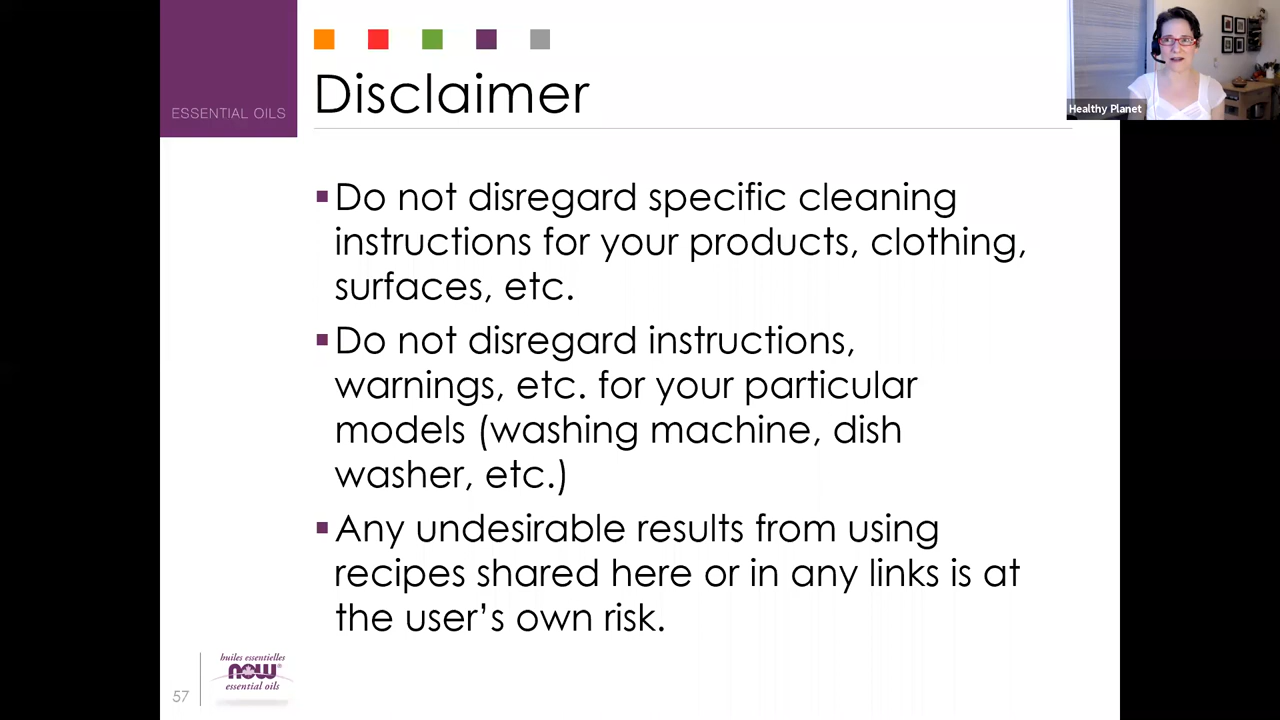 ESSENTIAL OILS
Disclaimer
Healthy Planet
Do not disregard specific cleaning
instructions for your products, clothing,
surfaces, etc.
Do not disregard instructions,
warnings, etc. for your particular
models (washing machine, dish
washer, etc.)
Any undesirable results from using
recipes shared here or in any links is at
the user’s own risk.
57
huiles essentielles
NOW®
essential oils